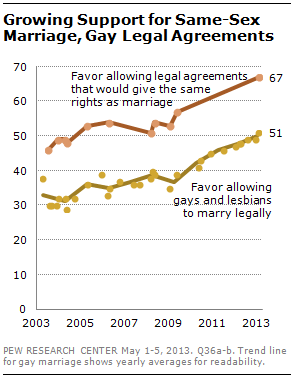 Growing Support for Same-Sex
Marriage, Gay Legal Agreements
70
Favor allowing legal agreements
that would give the same
rights as marriage
67
60
50
51
40
Favor allowing
gays and lesbians
to marry legally
30
20
10
0
2003 2005 2007 2009 2011 2013
PEW RESEARCH CENTER May 1-5, 2013. Q36a-b. Trend line
for gay marriage shows yearly averages for readability.